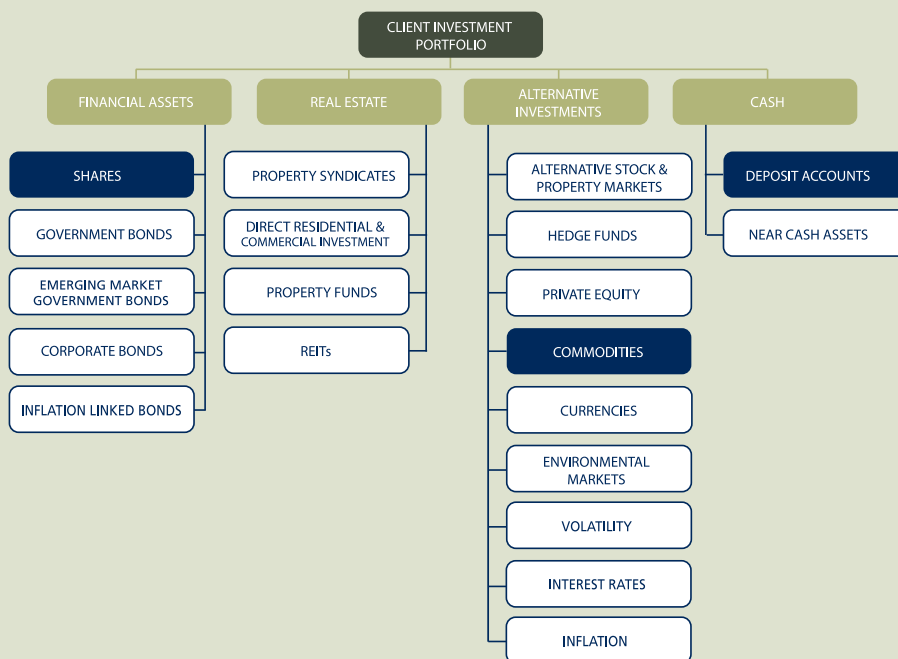 CLIENT INVESTMENT
PORTFOLIO
FINANCIAL ASSETS
REAL ESTATE
ALTERNATIVE
INVESTMENTS
CASH
SHARES
GOVERNMENT BONDS
EMERGING MARKET
GOVERNMENT BONDS
CORPORATE BONDS
INFLATION LINKED BONDS
PROPERTY SYNDICATES
DIRECT RESIDENTIAL &
COMMERCIAL INVESTMENT
PROPERTY FUNDS
REITs
ALTERNATIVE STOCK &
PROPERTY MARKETS
HEDGE FUNDS
PRIVATE EQUITY
COMMODITIES
CURRENCIES
ENVIRONMENTAL
MARKETS
VOLATILITY
INTEREST RATES
INFLATION
DEPOSIT ACCOUNTS
NEAR CASH ASSETS